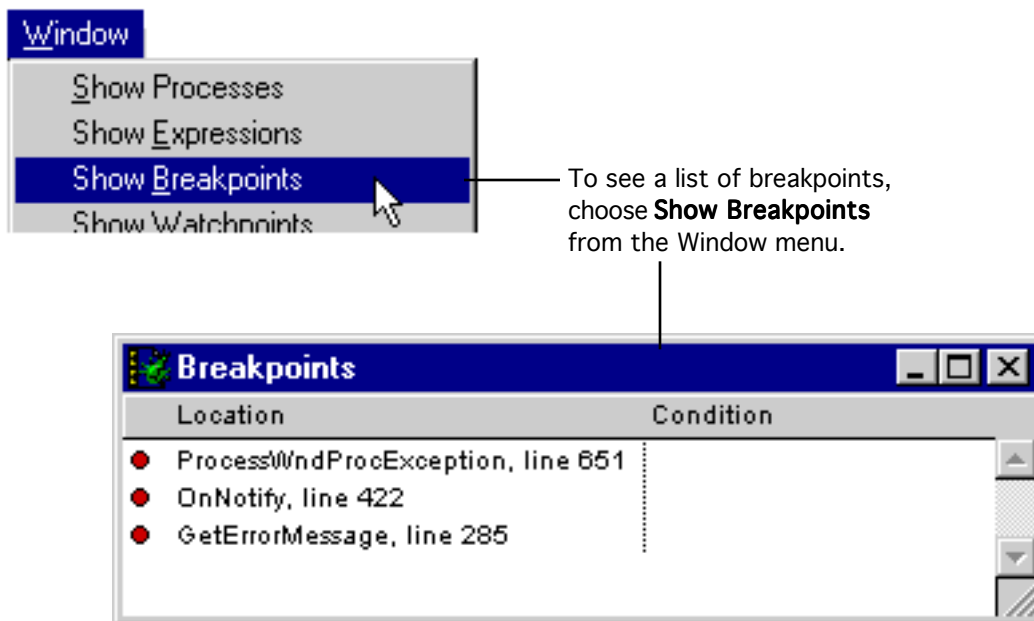 Window
Show Processes
Show Expressions
Show Breakpoints
Show Watchpoints
To see a list of breakpoints,
choose Show Breakpoints
from the Window menu.
Breakpoints
Location Condition
ProcessWndProcException, line 651
OnNotify, line 422
GetErrorMessage, line 285